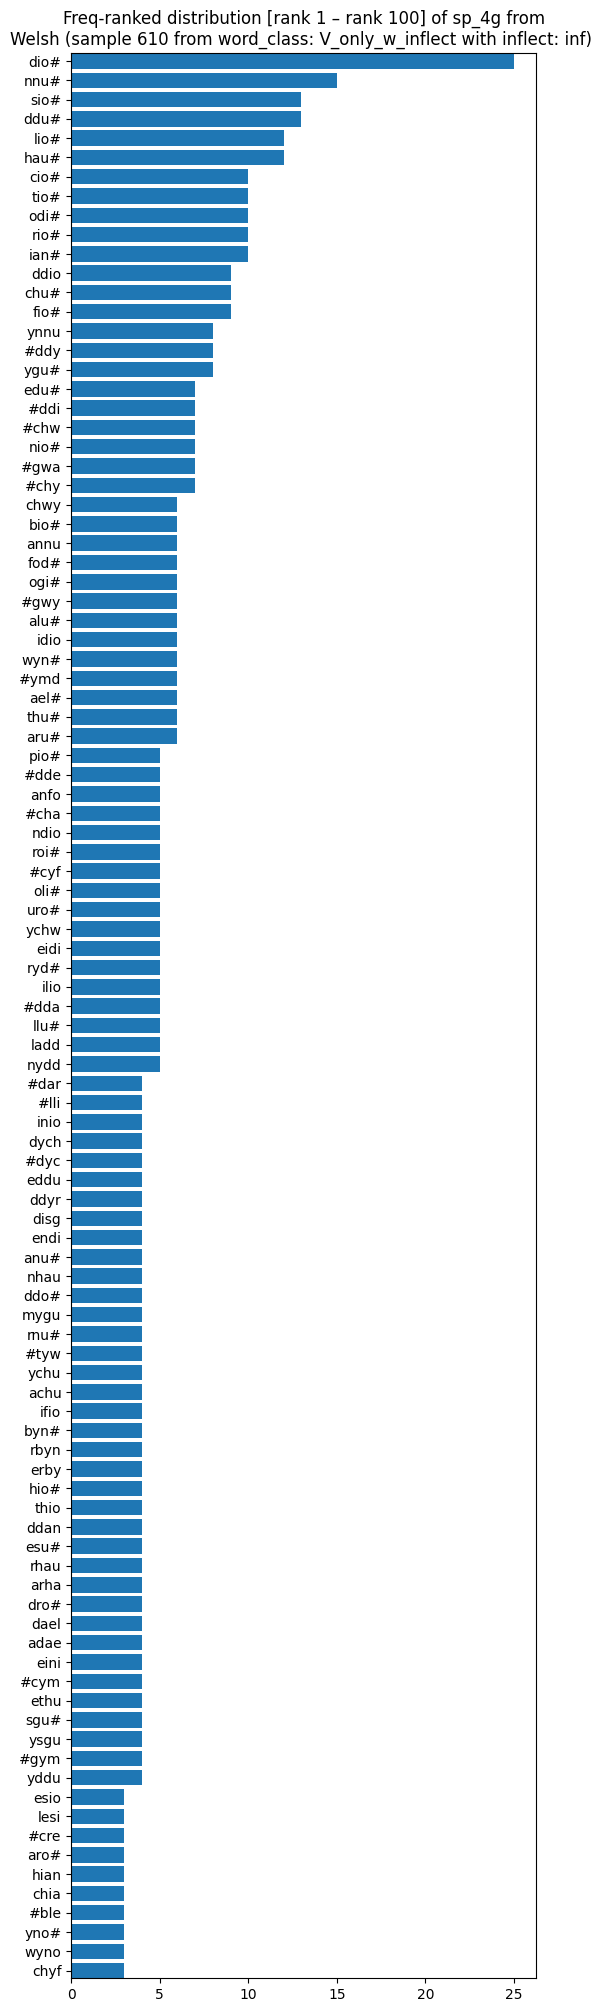 Freq-ranked distribution [rank 1 – rank 100] of sp_4g from
Welsh (sample 610 from word_class: V_only_w_inflect with inflect: inf)
dio#
nnu#
sio#
ddu#
lio#
hau#
cio#
tio#
odi#
rio#
ian#
ddio
chu#
fio#
ynnu
#ddy
ygu#
edu#
#ddi
#chw
nio#
#gwa
#chy
chwy
bio#
annu
fod#
ogi#
#gwy
alu#
idio
wyn#
#ymd
ael#
thu#
aru#
pio#
#dde
anfo
#cha
ndio
roi#
#cyf
oli#
uro#
ychw
eidi
ryd#
ilio
#dda
llu#
ladd
nydd
#dar
#lli
inio
dych
#dyc
eddu
ddyr
disg
endi
anu#
nhau
ddo#
mygu
rnu#
#tyw
ychu
achu
ifio
byn#
rbyn
erby
hio#
thio
ddan
esu#
rhau
arha
dro#
dael
adae
eini
#cym
ethu
sgu#
ysgu
#gym
yddu
esio
lesi
#cre
aro#
hian
chia
#ble
yno#
wyno
chyf
0 5 10 15 20 25